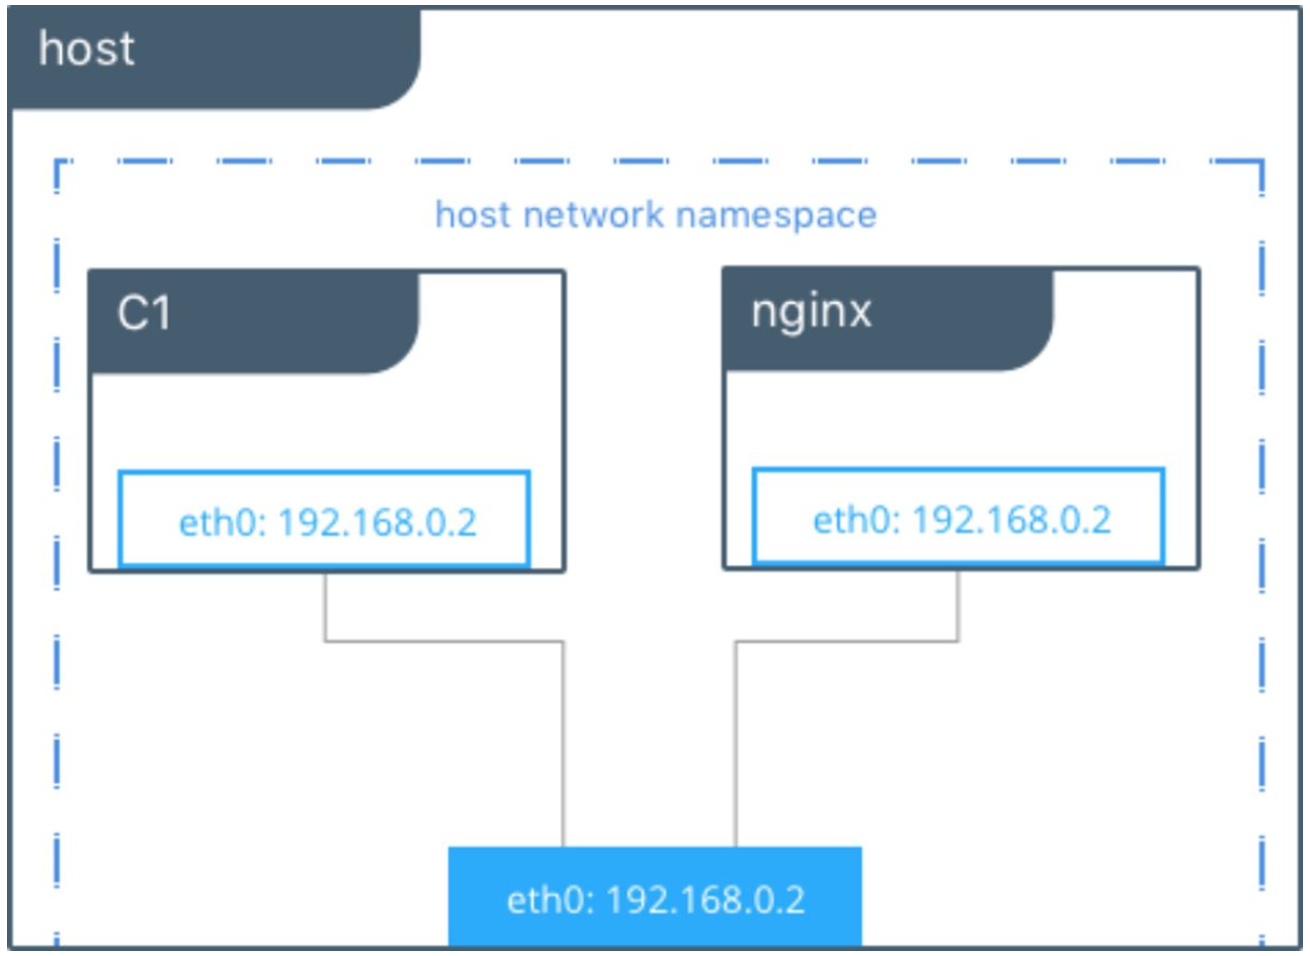 host
host network namespace
C1
nginx
eth0: 192.168.0.2
eth0: 192.168.0.2
eth0: 192.168.0.2